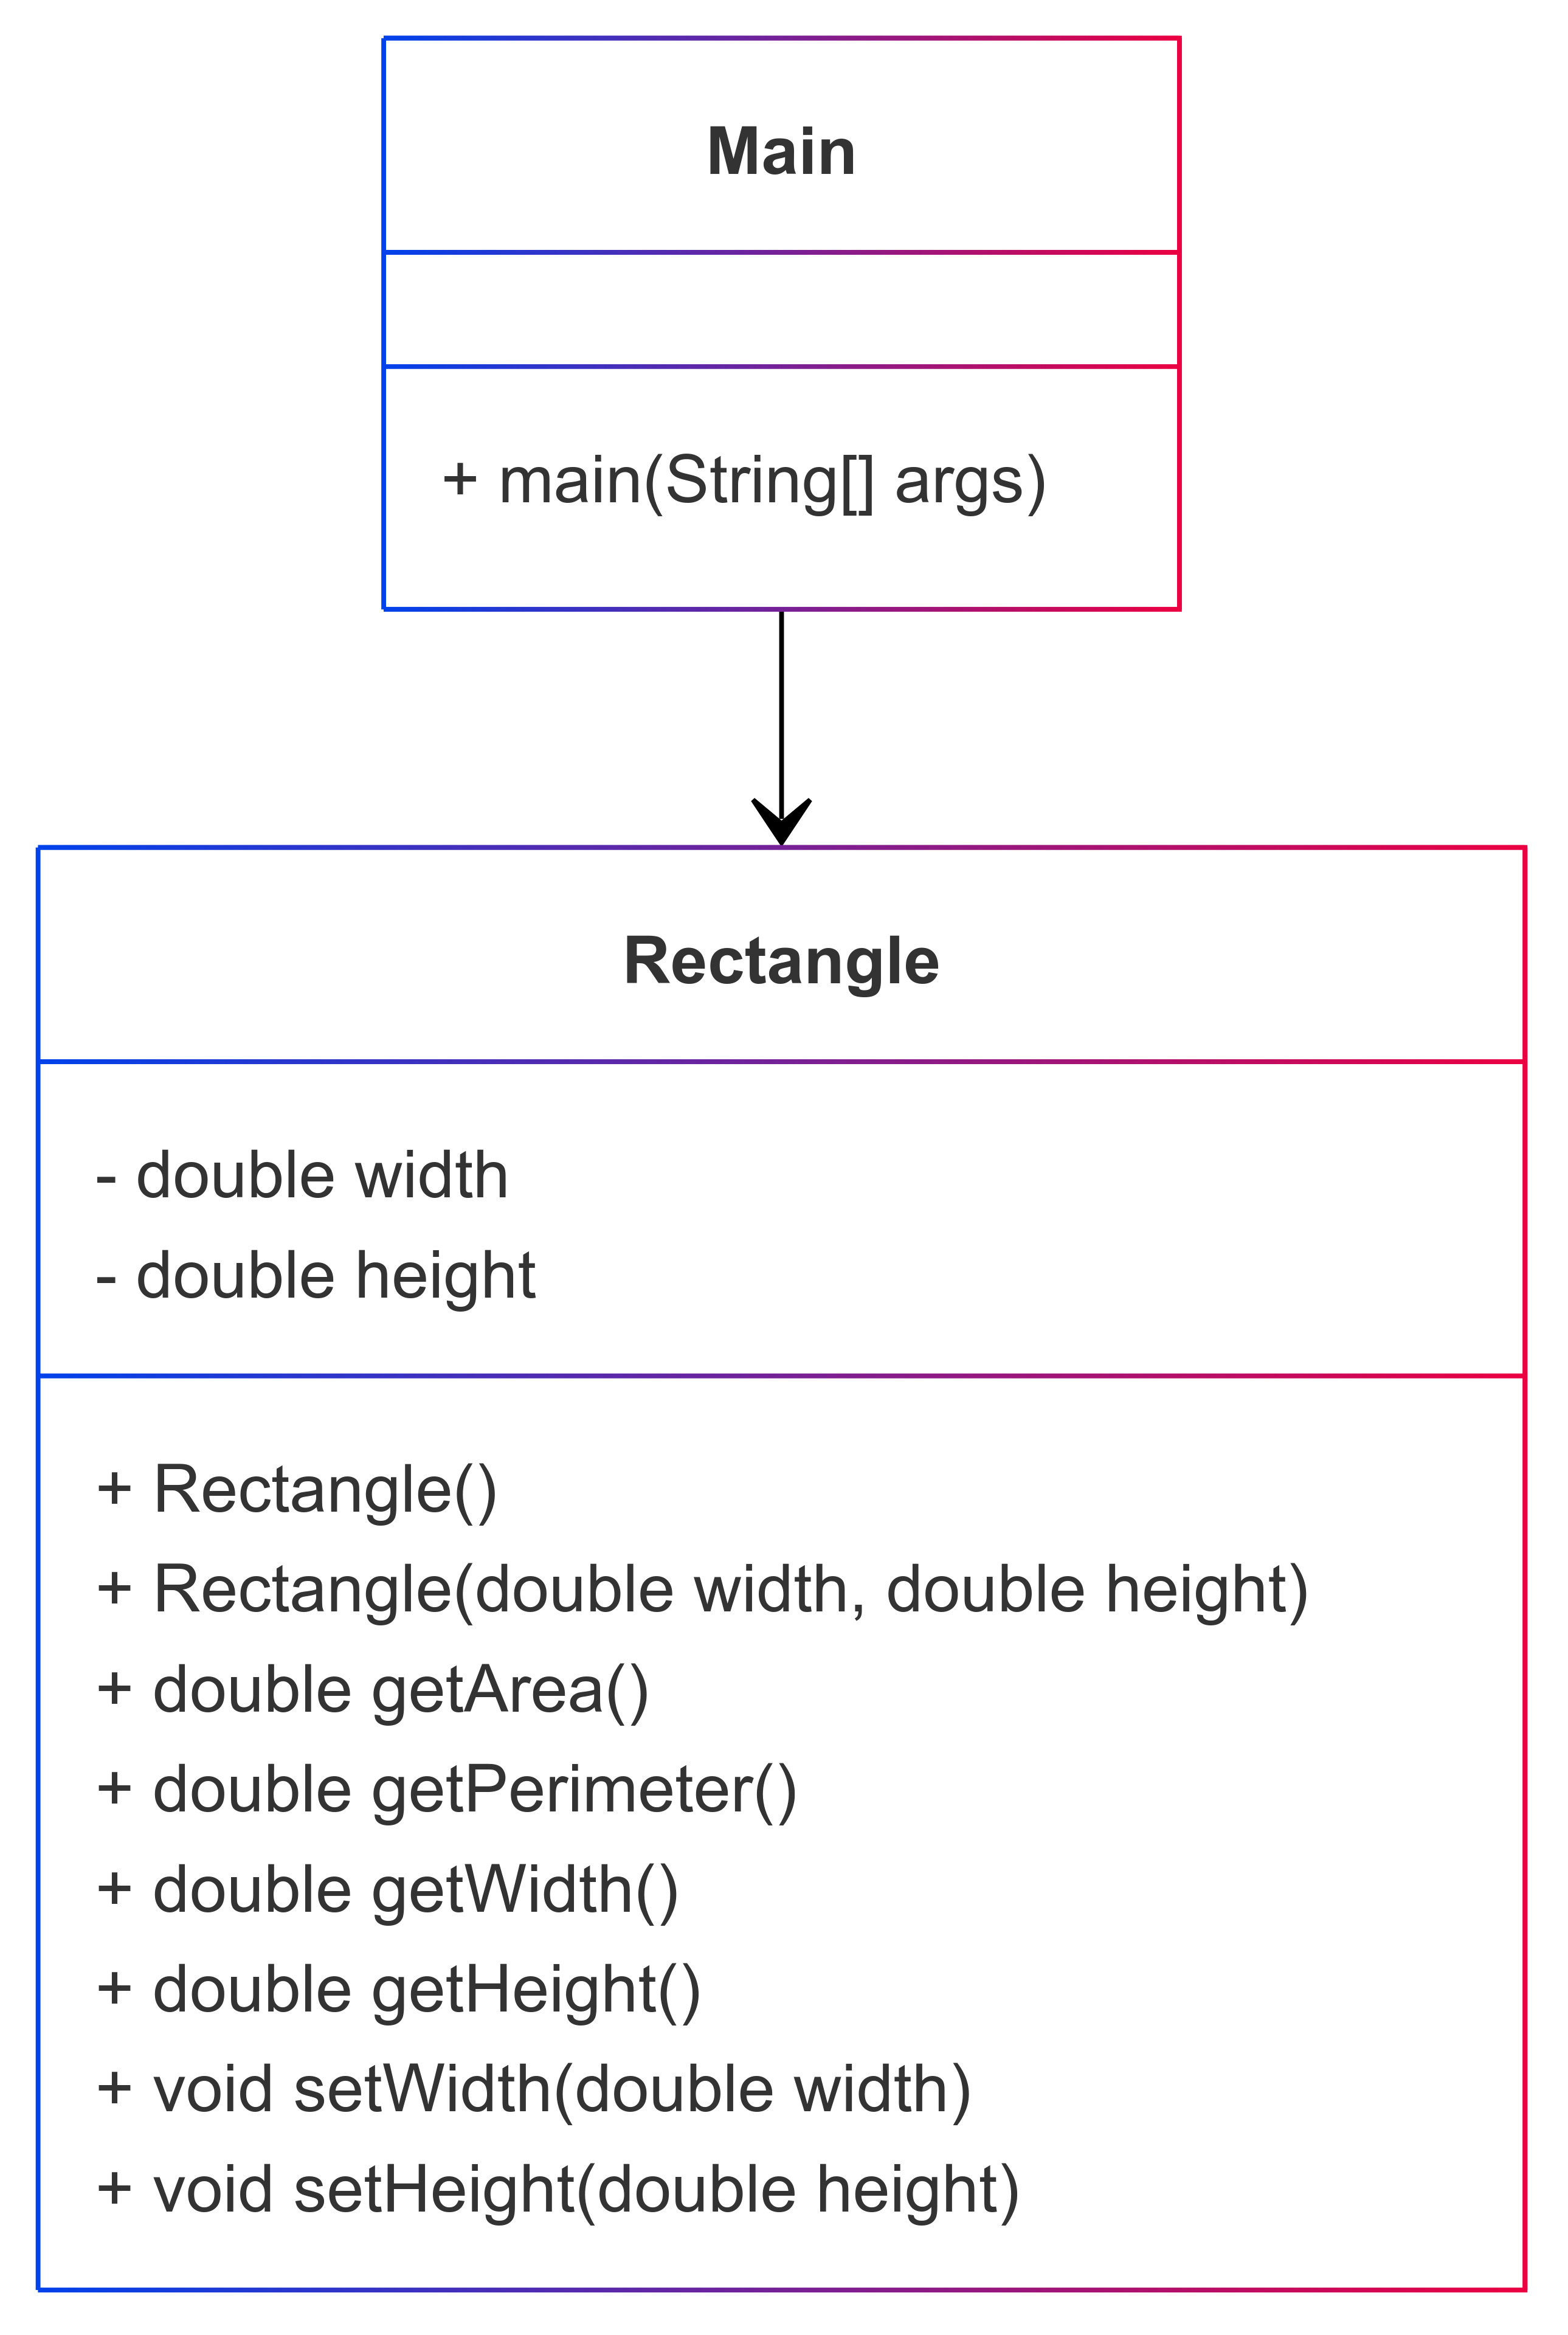 Main
+ main(String[] args)
Rectangle
- double width
- double height
+ Rectangle()
+ Rectangle(double width, double height)
+ double getArea()
+ double getPerimeter()
+ double getWidth()
+ double getHeight()
+ void setWidth(double width)
+ void setHeight(double height)